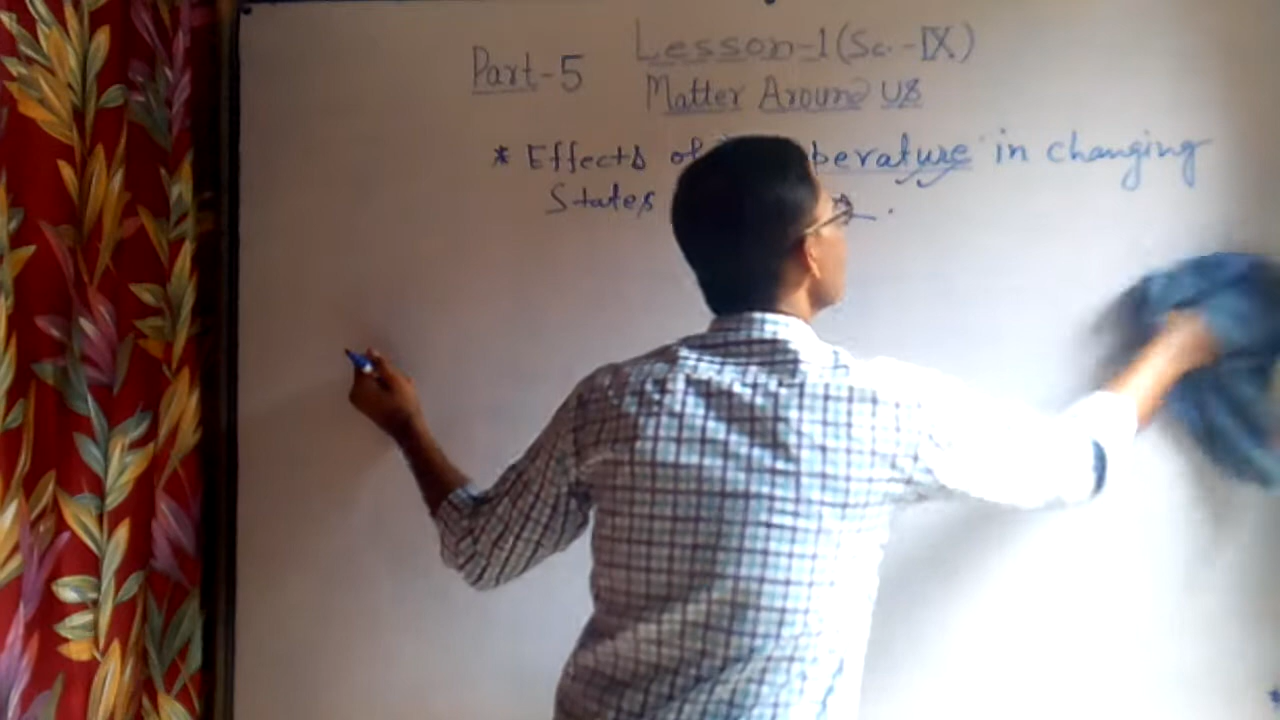 Part-5
Lesson-1(Sc.-IX)
Matter Around US
* Effects of perature in changing
States